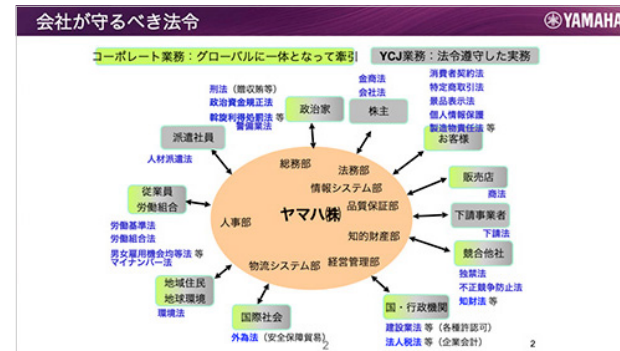 会社が守るべき法令
YAMAHA
コーポレート業務：グローバルに一体となって牽引
YCJ業務：法令遵守した実務
刑法（贈収賄等）
政治資金規正法
斡旋利得処罰法 等
警備業法
政治家
金商法
会社法
株主
消費者契約法
特定商取引法
景品表示法
個人情報保護
製造物責任法 等
お客様
派遣社員
人材派遣法
総務部
法務部
情報システム部
品質保証部
ヤマハ㈱
人事部
知的財産部
物流システム部
経営管理部
販売店
商法
下請事業者
下請法
従業員
労働組合
労働基準法
労働組合法
男女雇用機会均等法 等
マイナンバー法
競合他社
独禁法
不正競争防止法
知財法 等
地域住民
地球環境
環境法
国際社会
外為法（安全保障貿易）
国・行政機関
建設業法 等（各種許認可）
法人税法 等（企業会計）
2
2